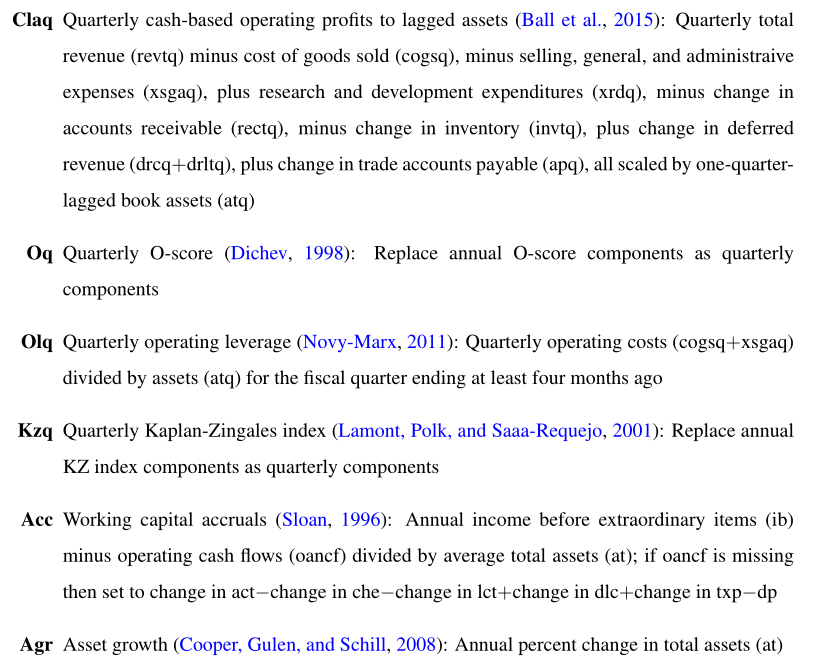 Claq Quarterly cash-based operating profits to lagged assets (Ball et al., 2015): Quarterly total
revenue (revtq) minus cost of goods sold (cogsq), minus selling, general, and administraive
expenses (xsgaq), plus research and development expenditures (xrdq), minus change in
accounts receivable (rectq), minus change in inventory (invtq), plus change in deferred
revenue (drcq+drltq), plus change in trade accounts payable (apq), all scaled by one-quarter-
lagged book assets (atq)
Oq Quarterly O-score (Dichev, 1998): Replace annual O-score components as quarterly
components
Olq Quarterly operating leverage (Novy-Marx, 2011): Quarterly operating costs (cogsq+xsgaq)
divided by assets (atq) for the fiscal quarter ending at least four months ago
Kzq Quarterly Kaplan-Zingales index (Lamont, Polk, and Saaa-Requejo, 2001): Replace annual
KZ index components as quarterly components
Acc Working capital accruals (Sloan, 1996): Annual income before extraordinary items (ib)
minus operating cash flows (oancf) divided by average total assets (at); if oancf is missing
then set to change in act−change in che−change in lct+change in dlc+change in txp−dp
Agr Asset growth (Cooper, Gulen, and Schill, 2008): Annual percent change in total assets (at)